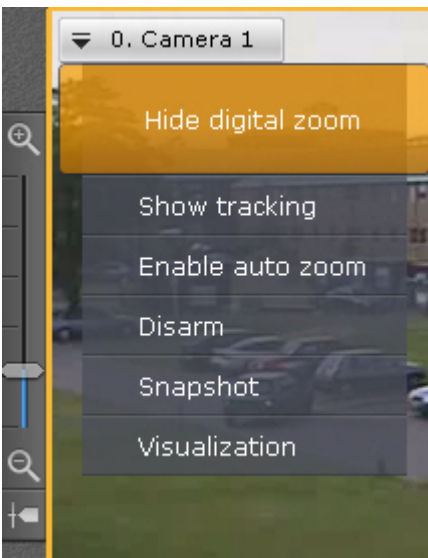 0. Camera 1
Hide digital zoom
Show tracking
Enable auto zoom
Disarm
Snapshot
Visualization